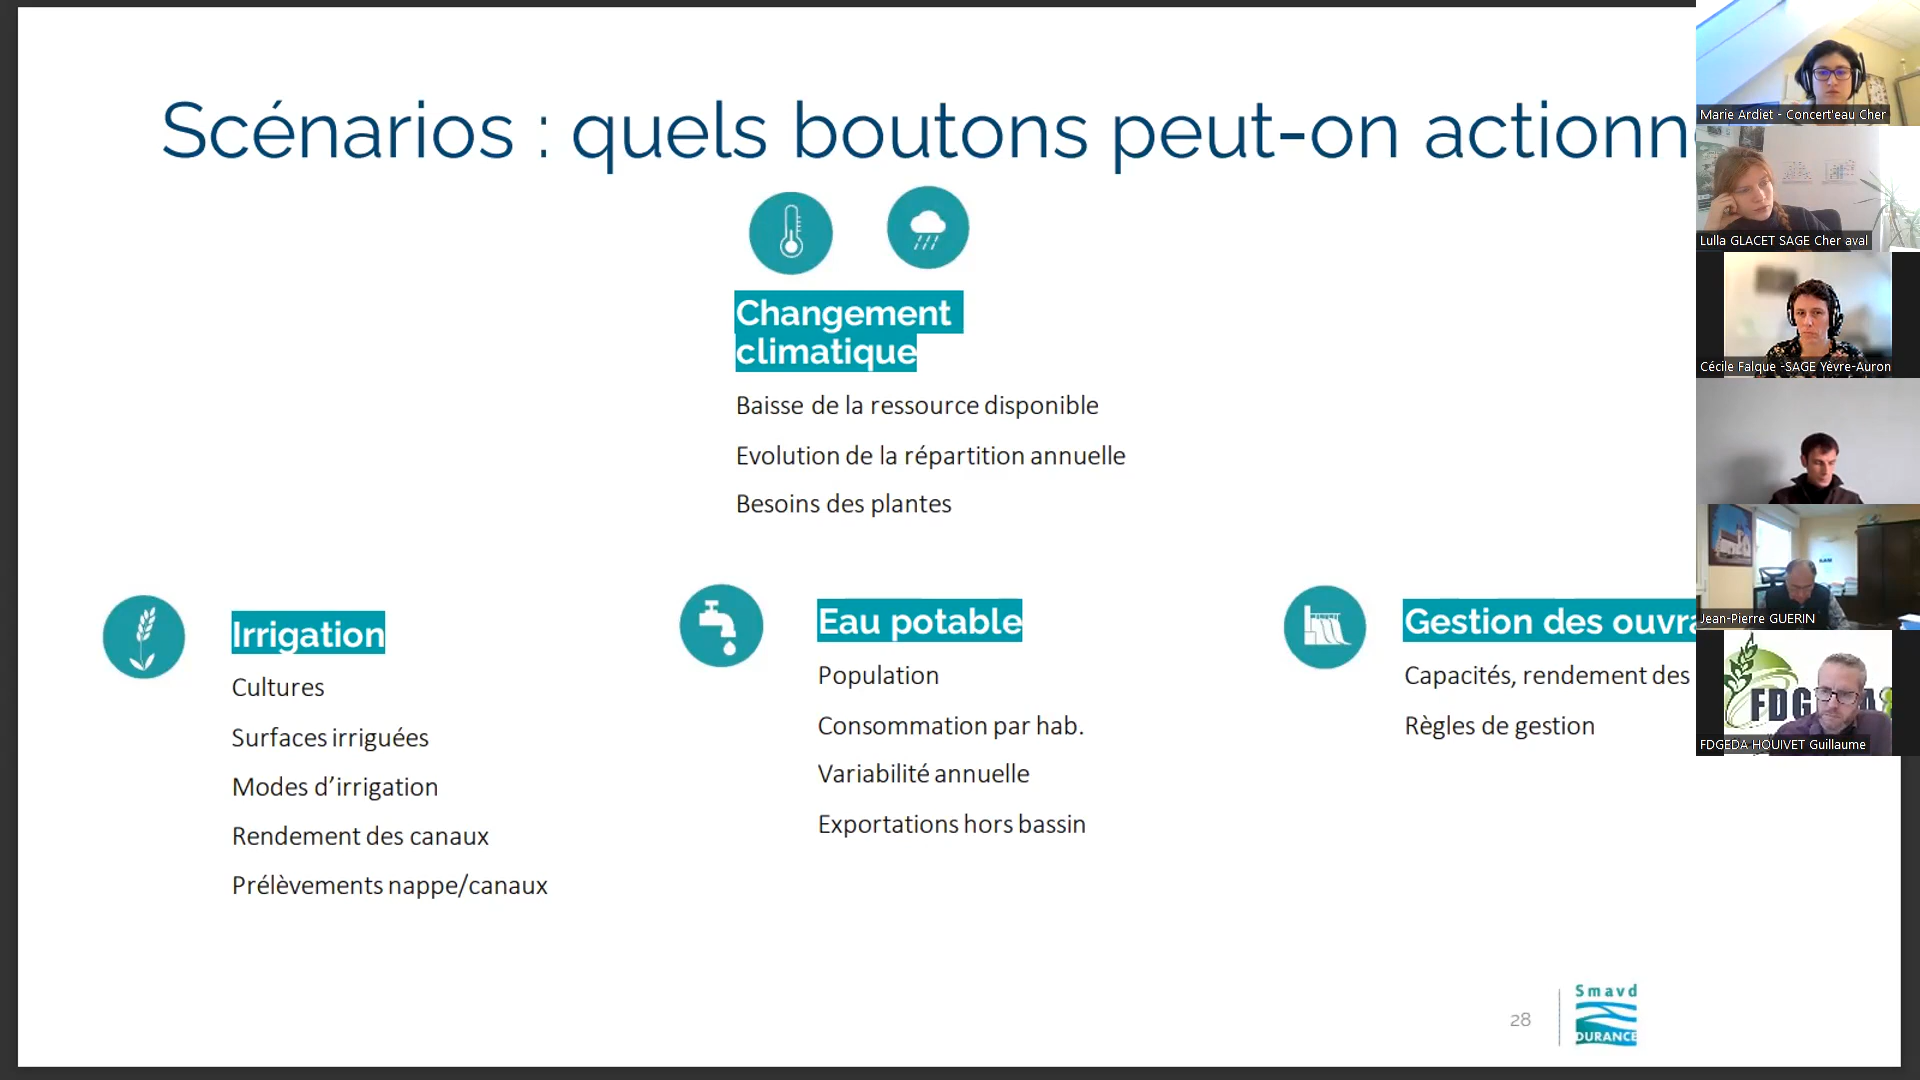 Scénarios : quels boutons peut-on actionn
Changement
climatique
Baisse de la ressource disponible
Evolution de la répartition annuelle
Besoins des plantes
Irrigation
Cultures
Surfaces irriguées
Modes d'irrigation
Rendement des canaux
Prélèvements nappe/canaux
Eau potable
Population
Consommation par hab.
Variabilité annuelle
Exportations hors bassin
Gestion des ouvra
Capacités, rendement des
Règles de gestion
28
Smavd
DURANCE
Marie Ardiet - Concert'eau Cher
Lulla GLACET SAGE Cher aval
Cécile Falque -SAGE Yèvre-Auron
Jean-Pierre GUERIN
FDGEDA HOUIVET Guillaume